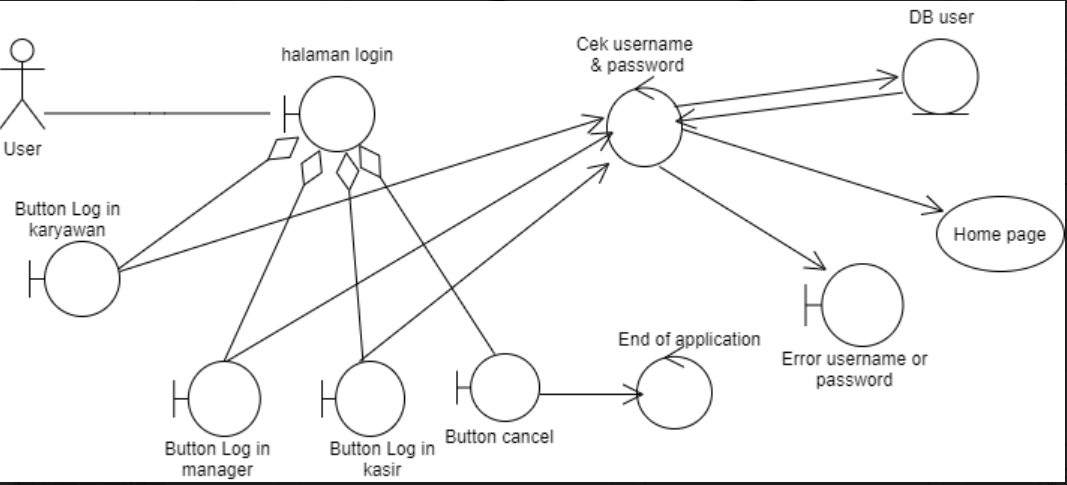 DB user
Cek username
& password
halaman login
User
Button Log in
karyawan
Home page
End of application
Error username or
password
Button Log in
manager
Button Log in
kasir
Button cancel